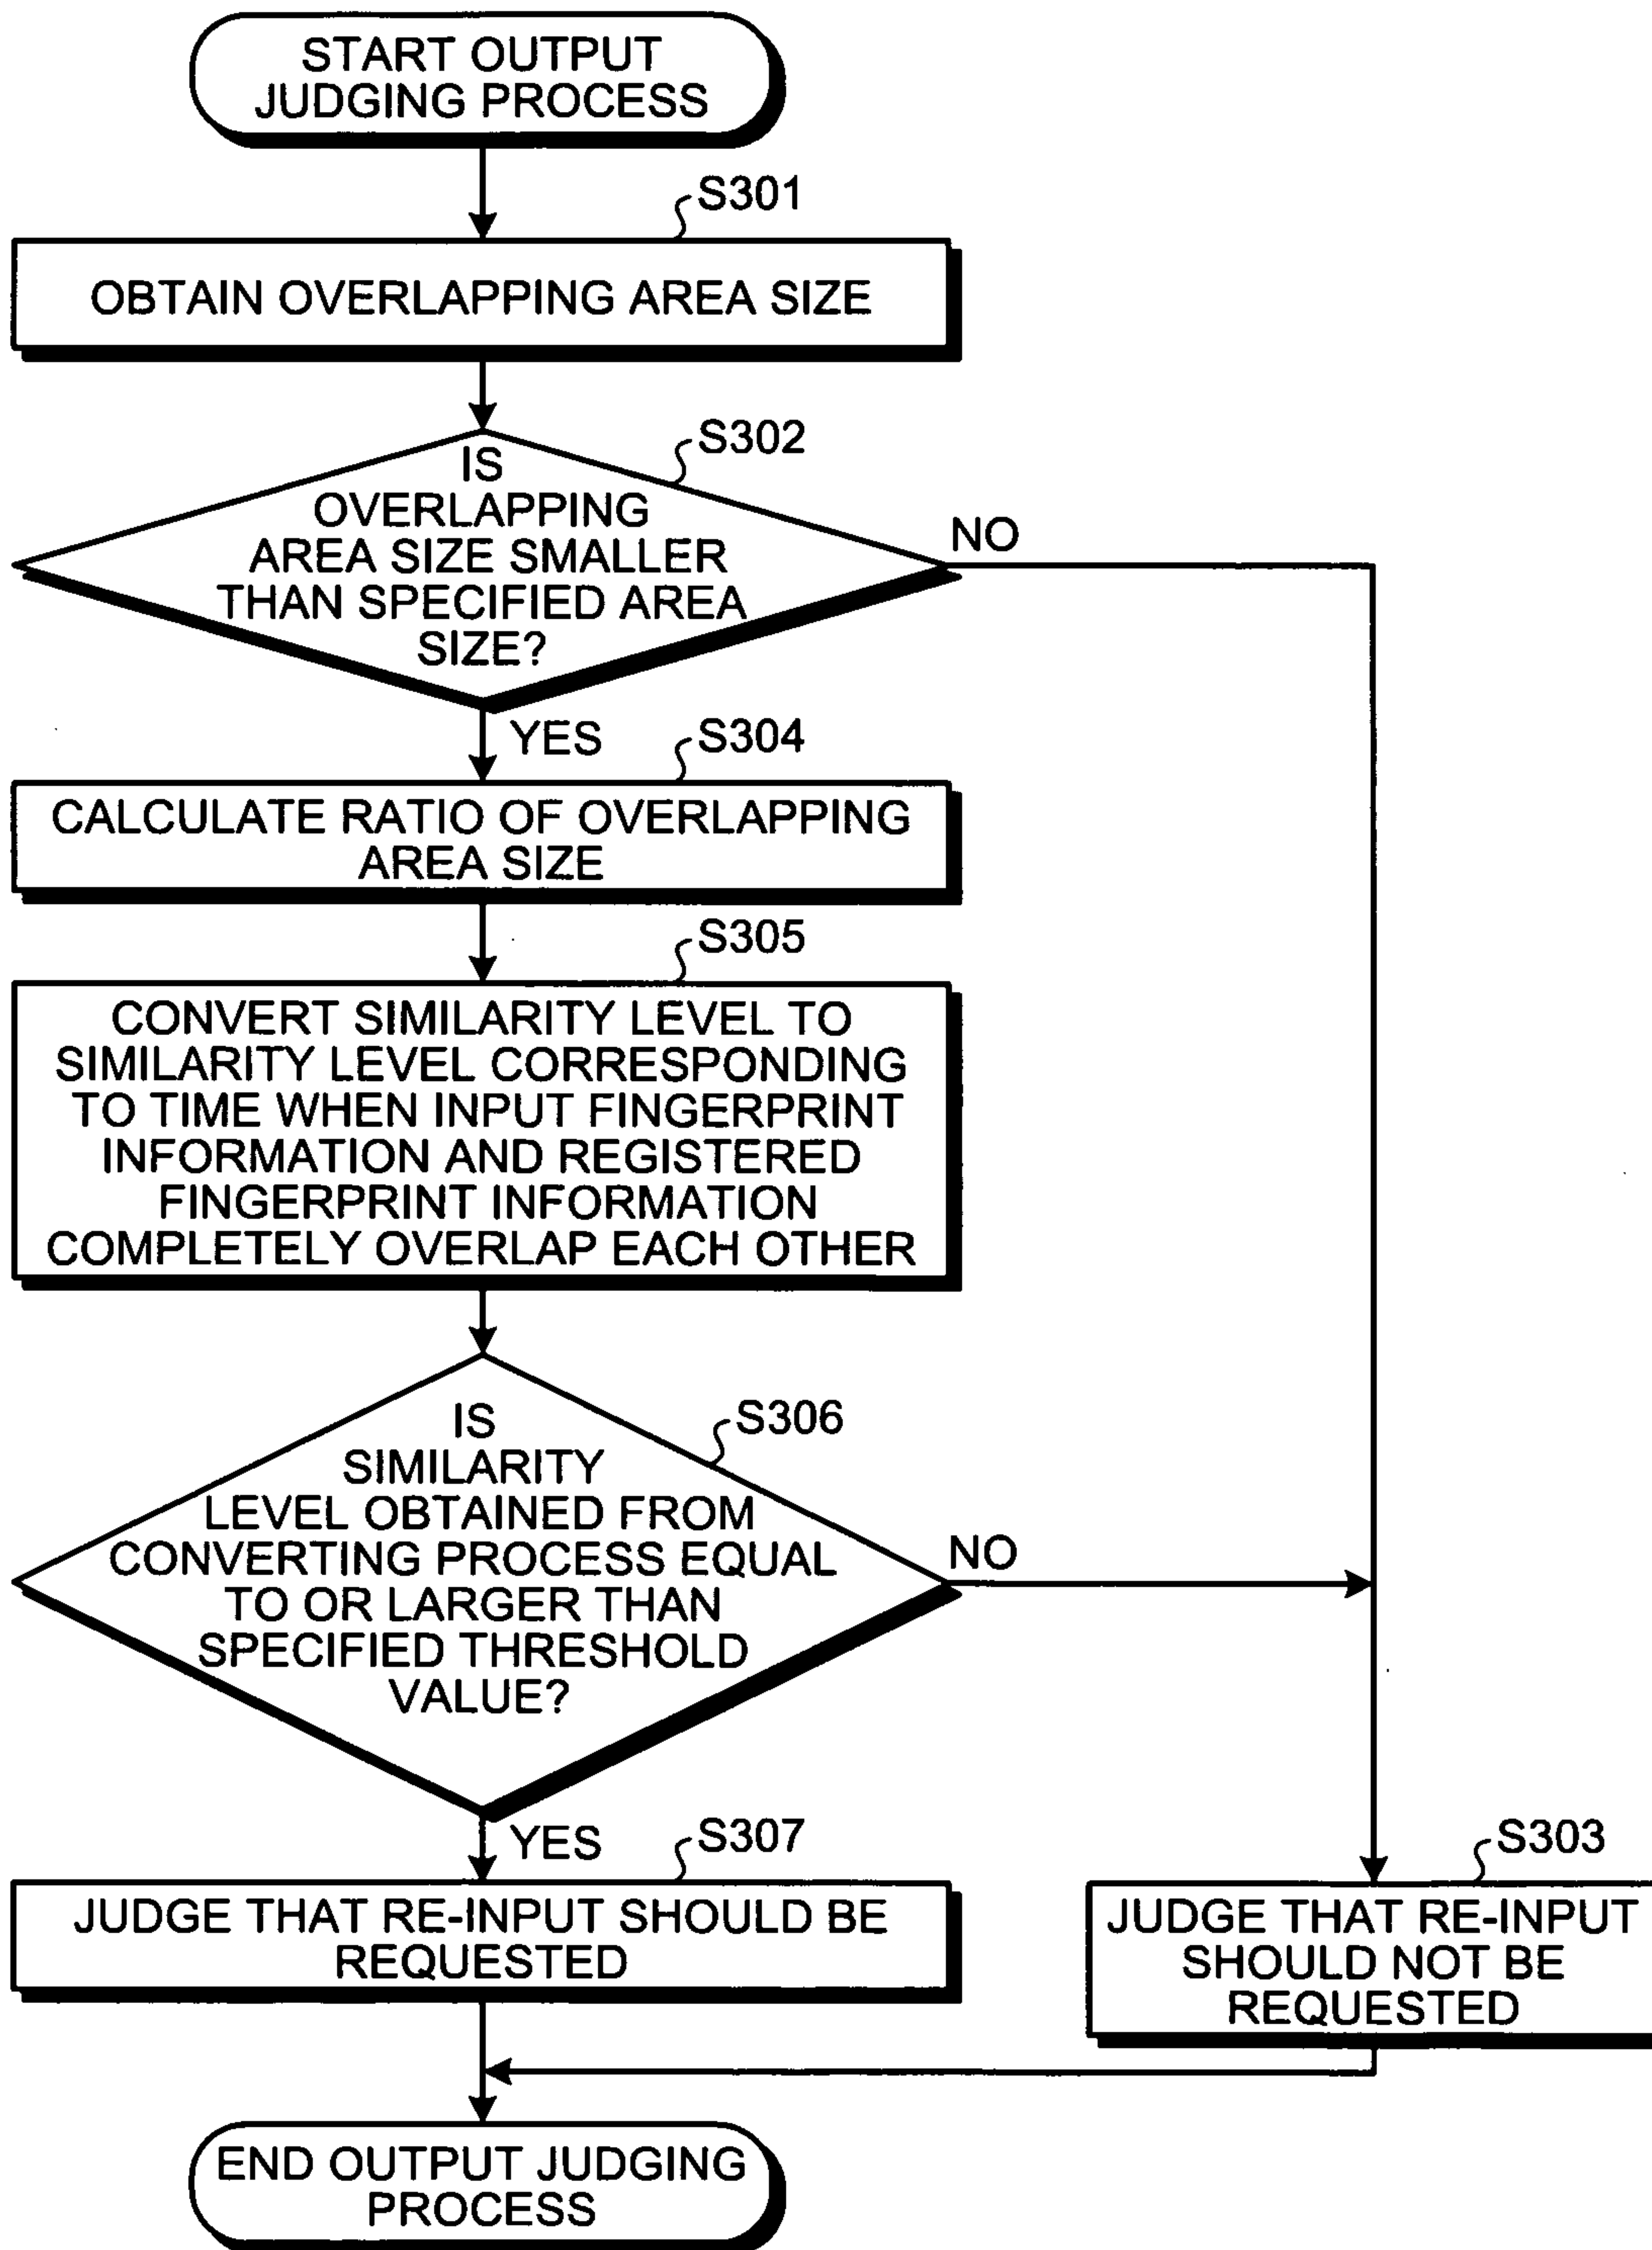 START OUTPUT
JUDGING PROCESS
S301
OBTAIN OVERLAPPING AREA SIZE
S302
IS
OVERLAPPING
AREA SIZE SMALLER
THAN SPECIFIED AREA
SIZE?
NO
YES
S304
CALCULATE RATIO OF OVERLAPPING
AREA SIZE
S305
CONVERT SIMILARITY LEVEL TO
SIMILARITY LEVEL CORRESPONDING
TO TIME WHEN INPUT FINGERPRINT
INFORMATION AND REGISTERED
FINGERPRINT INFORMATION
COMPLETELY OVERLAP EACH OTHER
S306
IS
SIMILARITY
LEVEL OBTAINED FROM
CONVERTING PROCESS EQUAL
TO OR LARGER THAN
SPECIFIED THRESHOLD
VALUE?
NO
YES
S307
JUDGE THAT RE-INPUT SHOULD BE
REQUESTED
S303
JUDGE THAT RE-INPUT
SHOULD NOT BE
REQUESTED
END OUTPUT JUDGING
PROCESS